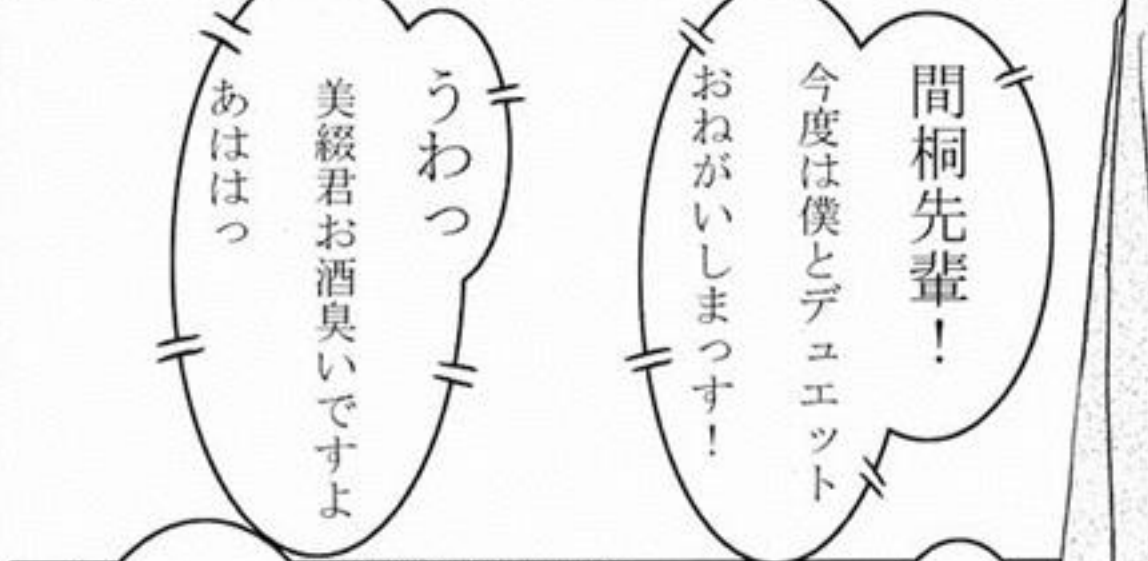 間桐先輩！
今度は僕とデュエット
おねがいしまっす！
うわっ
美綴君お酒臭いですよ
あははっ